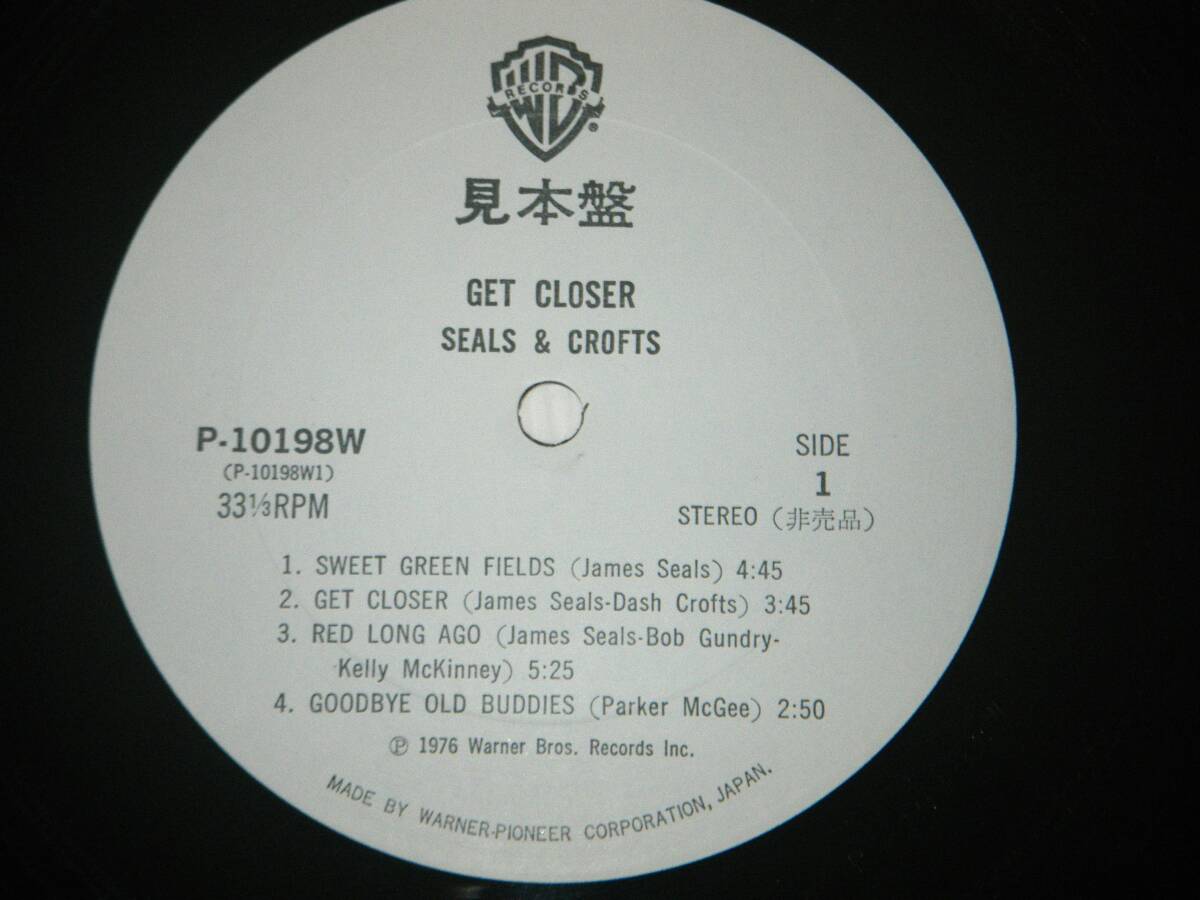 WB
RECORDS
®
見本盤
GET CLOSER
SEALS & CROFTS
P-10198W
(P-10198W1)
33⅓RPM
SIDE
1
STEREO (非売品)
1. SWEET GREEN FIELDS (James Seals) 4:45
2. GET CLOSER (James Seals-Dash Crofts) 3:45
3. RED LONG AGO (James Seals-Bob Gundry-
Kelly McKinney) 5:25
4. GOODBYE OLD BUDDIES (Parker McGee) 2:50
℗ 1976 Warner Bros. Records Inc.
MADE BY WARNER-PIONEER CORPORATION, JAPAN.